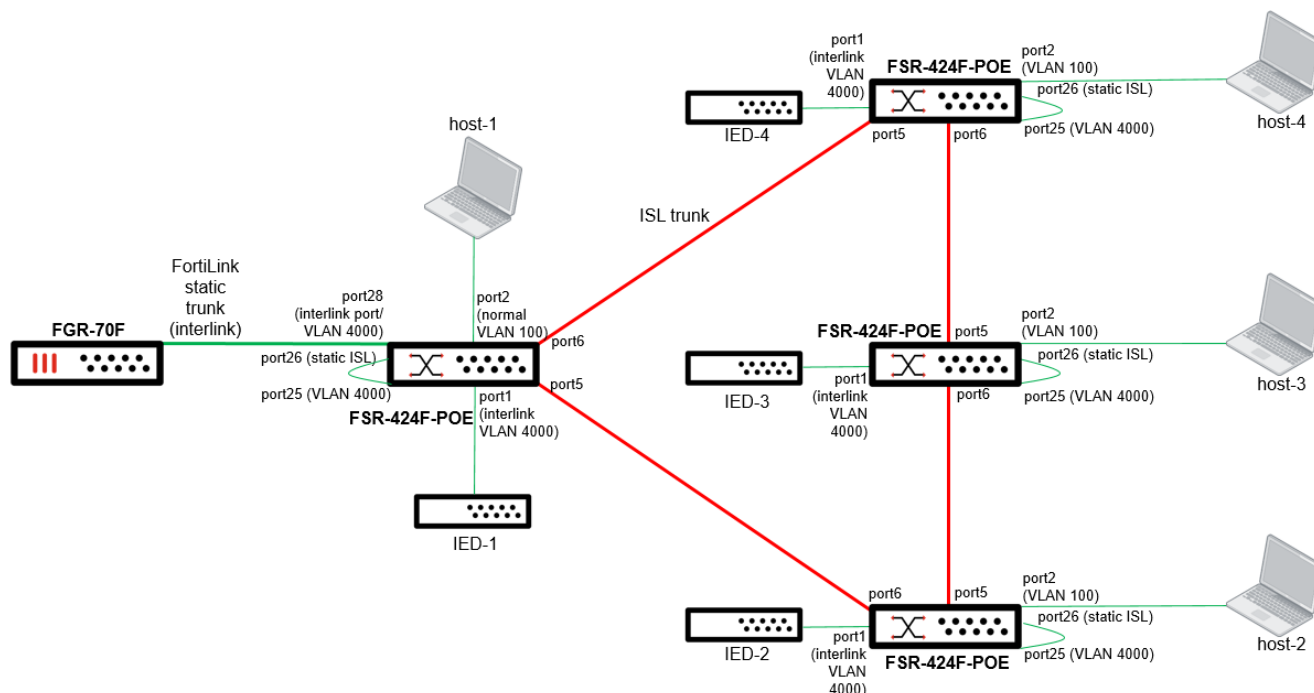 port1
(interlink
VLAN
4000)
FSR-424F-POE
port2
(VLAN 100)
port26 (static ISL)
port25 (VLAN 4000)
port5
port6
IED-4
host-4
host-1
ISL trunk
FortiLink
static
trunk
(interlink)
FGR-70F
port28
(interlink port/
VLAN 4000)
port2
(normal
VLAN 100)
port6
port26 (static ISL)
port5
port25 (VLAN 4000)
FSR-424F-POE
port1
(interlink
VLAN 4000)
IED-1
FSR-424F-POE
port5
port2
(VLAN 100)
port26 (static ISL)
port25 (VLAN 4000)
port6
port1
(interlink
VLAN
4000)
IED-3
host-3
port6
port5
port2
(VLAN 100)
port26 (static ISL)
port25 (VLAN 4000)
port1
(interlink
VLAN
4000)
FSR-424F-POE
IED-2
host-2